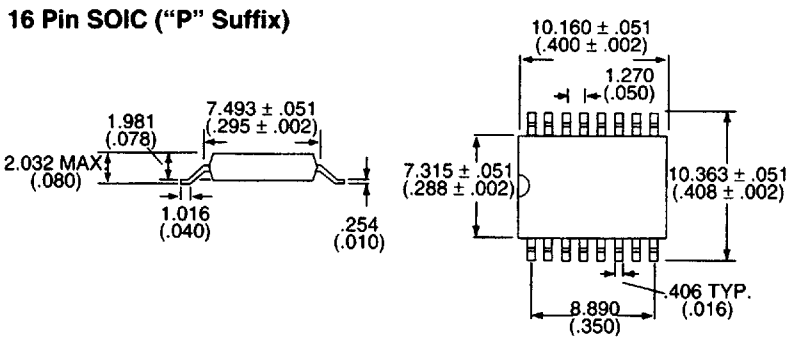 16 Pin SOIC (“P” Suffix)
10.160 ± .051
(.400 ± .002)
1.270
(.050)
1.981
(.078)
7.493 ± .051
(.295 ± .002)
2.032 MAX
(.080)
7.315 ± .051
(.288 ± .002)
10.363 ± .051
(.408 ± .002)
1.016
(.040)
.254
(.010)
.406 TYP.
(.016)
8.890
(.350)